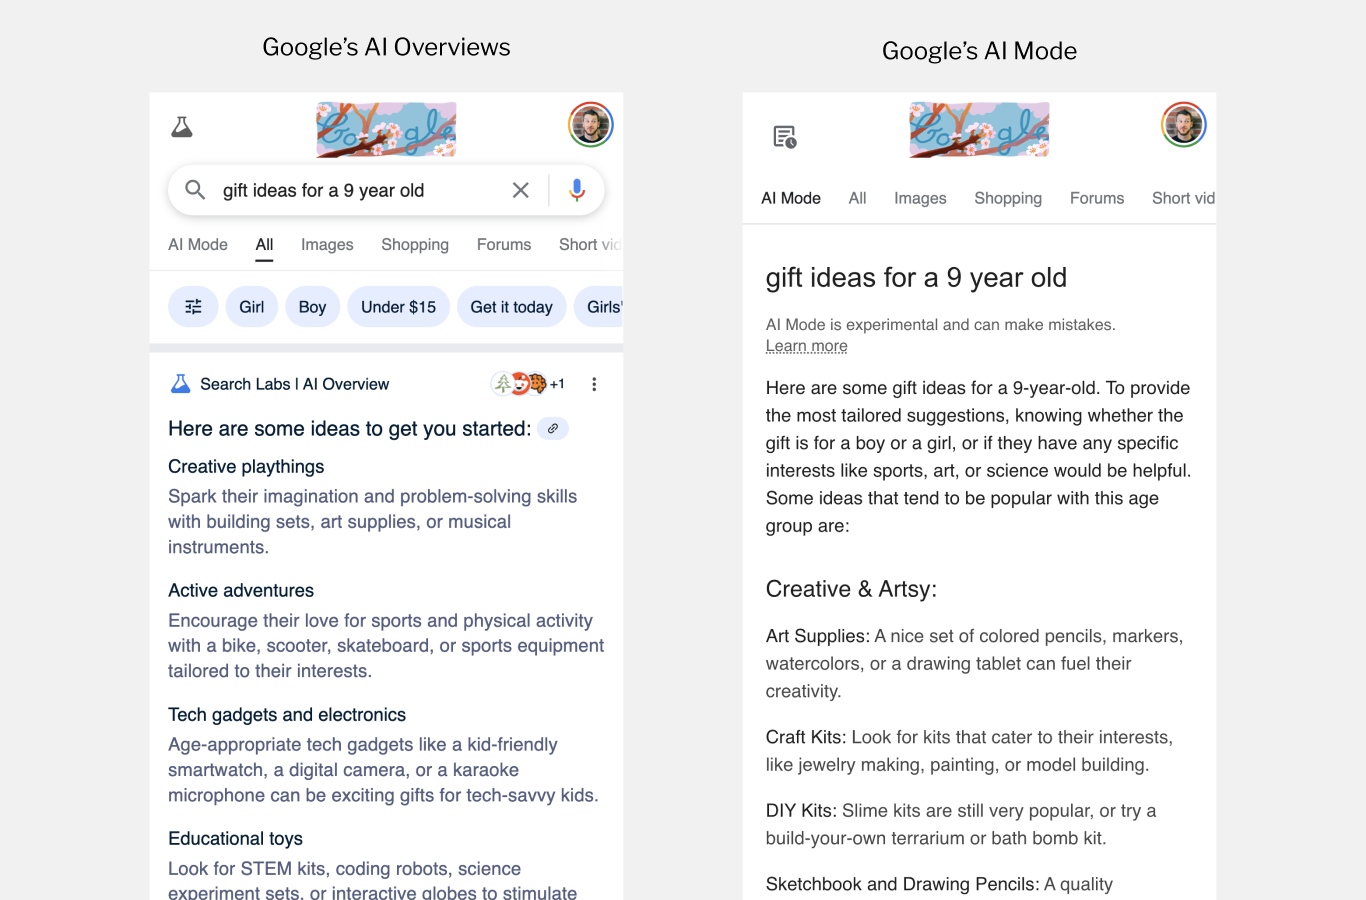 Google’s AI Overviews
Google
gift ideas for a 9 year old
AI Mode All Images Shopping Forums Short vid
Girl Boy Under $15 Get it today Girls'
Search Labs | AI Overview
+1
Here are some ideas to get you started:
Creative playthings
Spark their imagination and problem-solving skills
with building sets, art supplies, or musical
instruments.
Active adventures
Encourage their love for sports and physical activity
with a bike, scooter, skateboard, or sports equipment
tailored to their interests.
Tech gadgets and electronics
Age-appropriate tech gadgets like a kid-friendly
smartwatch, a digital camera, or a karaoke
microphone can be exciting gifts for tech-savvy kids.
Educational toys
Look for STEM kits, coding robots, science
experiment sets, or interactive globes to stimulate
Google’s AI Mode
Google
AI Mode All Images Shopping Forums Short vid
gift ideas for a 9 year old
AI Mode is experimental and can make mistakes.
Learn more
Here are some gift ideas for a 9-year-old. To provide
the most tailored suggestions, knowing whether the
gift is for a boy or a girl, or if they have any specific
interests like sports, art, or science would be helpful.
Some ideas that tend to be popular with this age
group are:
Creative & Artsy:
Art Supplies: A nice set of colored pencils, markers,
watercolors, or a drawing tablet can fuel their
creativity.
Craft Kits: Look for kits that cater to their interests,
like jewelry making, painting, or model building.
DIY Kits: Slime kits are still very popular, or try a
build-your-own terrarium or bath bomb kit.
Sketchbook and Drawing Pencils: A quality